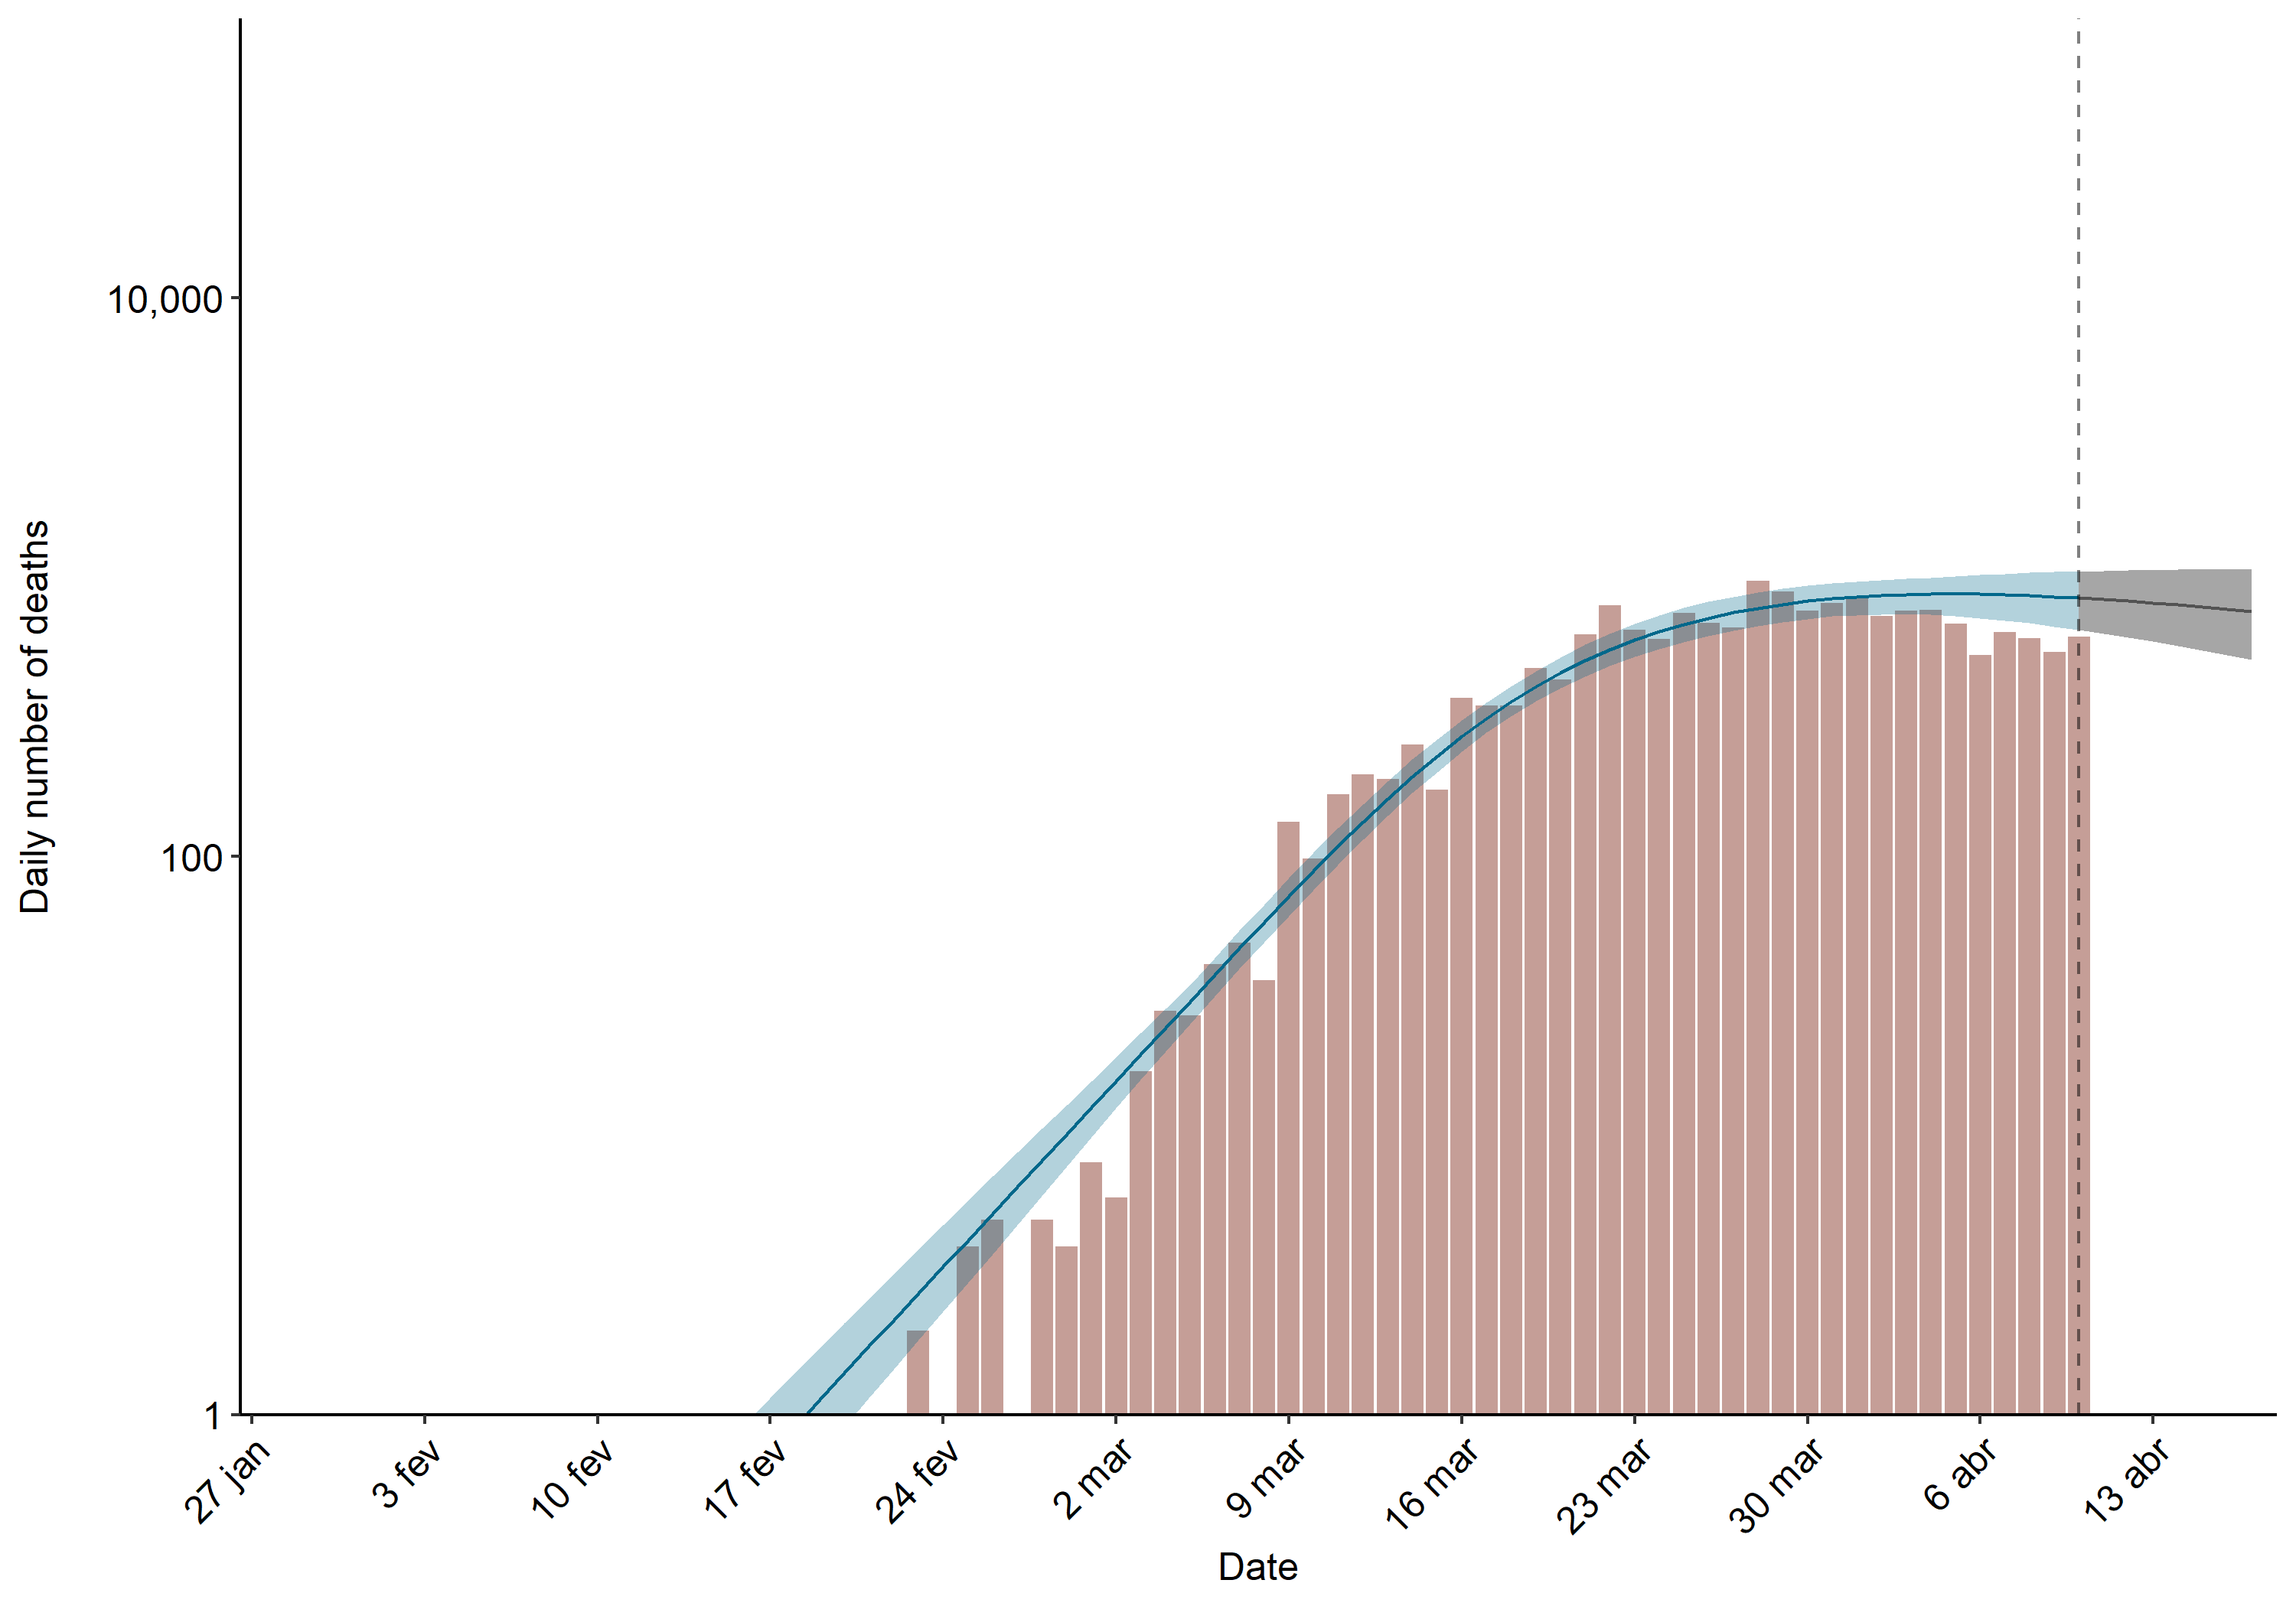 Daily number of deaths
10,000
100
1
27 jan
3 fev
10 fev
17 fev
24 fev
2 mar
9 mar
16 mar
23 mar
30 mar
6 abr
13 abr
Date